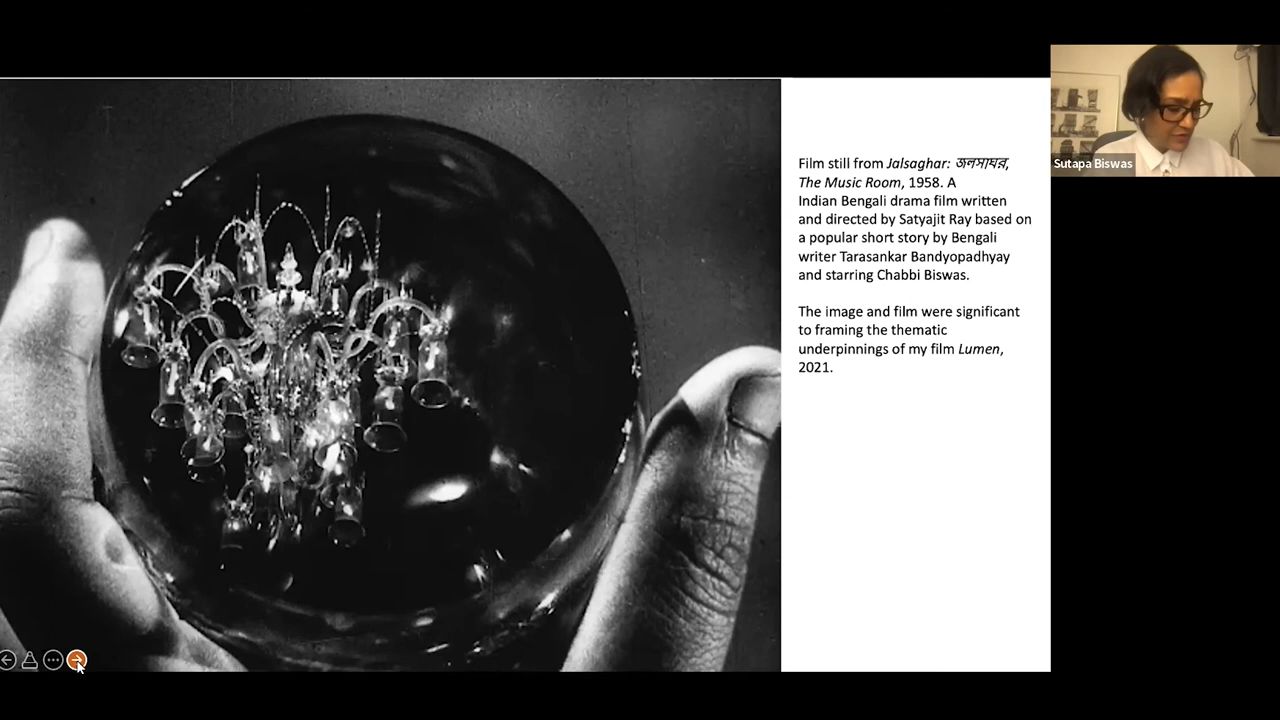 Film still from Jalsaghar: জলসাঘর,
The Music Room, 1958. A
Indian Bengali drama film written
and directed by Satyajit Ray based on
a popular short story by Bengali
writer Tarasankar Bandyopadhyay
and starring Chabbi Biswas.
The image and film were significant
to framing the thematic
underpinnings of my film Lumen,
2021.
Sutapa Biswas